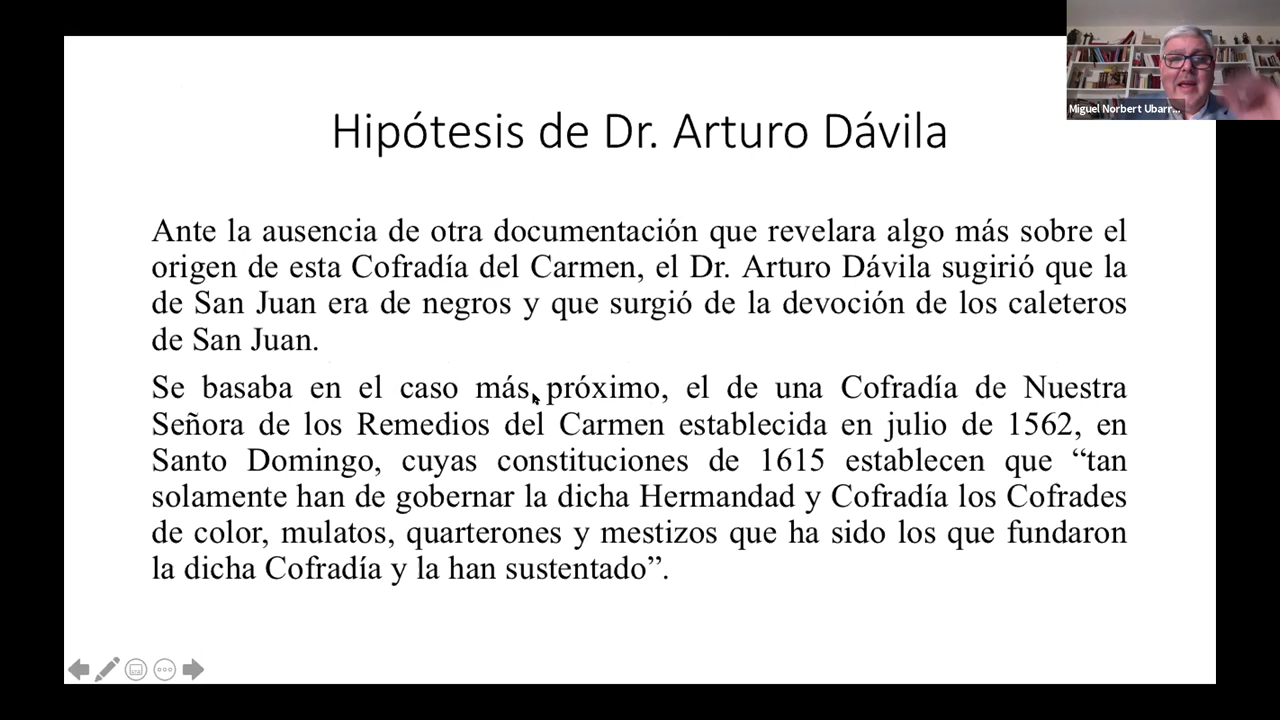 Miguel Norbert Ubarr...
Hipótesis de Dr. Arturo Dávila
Ante la ausencia de otra documentación que revelara algo más sobre el
origen de esta Cofradía del Carmen, el Dr. Arturo Dávila sugirió que la
de San Juan era de negros y que surgió de la devoción de los caleteros
de San Juan.
Se basaba en el caso más próximo, el de una Cofradía de Nuestra
Señora de los Remedios del Carmen establecida en julio de 1562, en
Santo Domingo, cuyas constituciones de 1615 establecen que “tan
solamente han de gobernar la dicha Hermandad y Cofradía los Cofrades
de color, mulatos, quarterones y mestizos que ha sido los que fundaron
la dicha Cofradía y la han sustentado”.